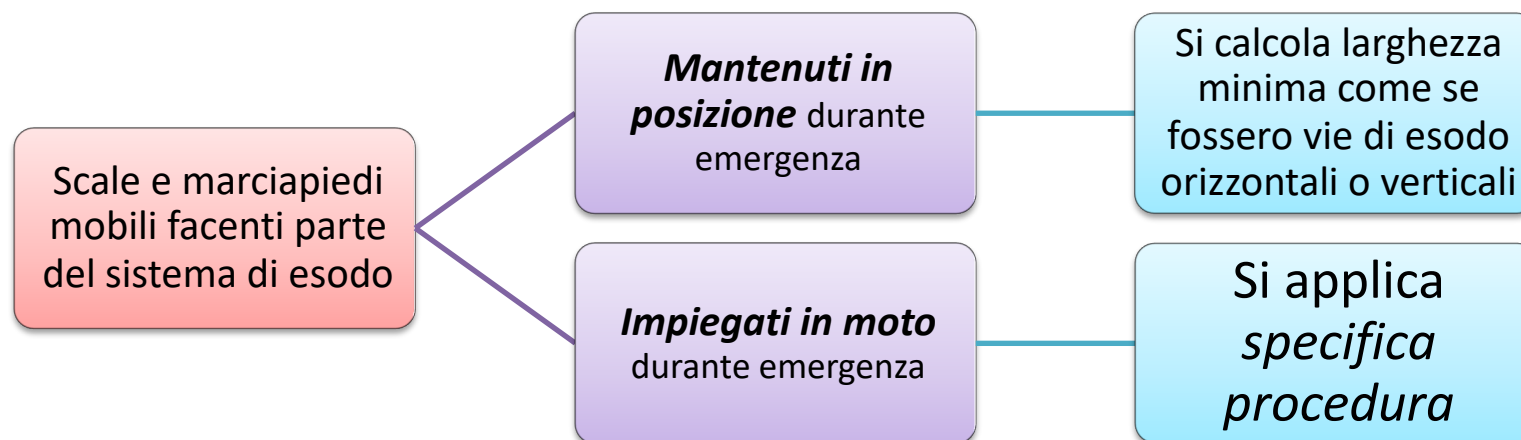 Scale e marciapiedi
mobili facenti parte
del sistema di esodo
Mantenuti in
posizione durante
emergenza
Si calcola larghezza
minima come se
fossero vie di esodo
orizzontali o verticali
Impiegati in moto
durante emergenza
Si applica
specifica
procedura